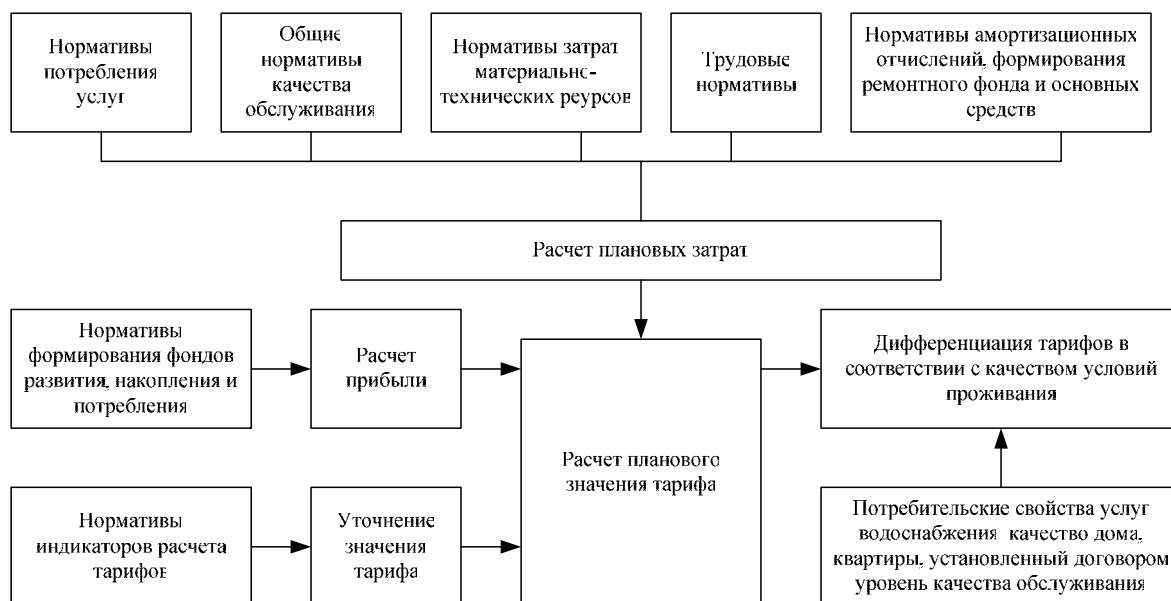 Нормативы
потребления
услуг
Общие
нормативы
качества
обслуживания
Нормативы затрат
материально-
технических реурсов
Трудовые
нормативы
Нормативы амортизационных
отчислений, формирования
ремонтного фонда и основных
средств
Расчет плановых затрат
Нормативы
формирования фондов
развития, накопления и
потребления
Расчет
прибыли
Расчет планового
значения тарифа
Дифференциация тарифов в
соответствии с качеством условий
проживания
Нормативы
индикаторов расчета
тарифов
Уточнение
значения
тарифа
Потребительские свойства услуг
водоснабжения качество дома,
квартиры, установленный договором
уровень качества обслуживания